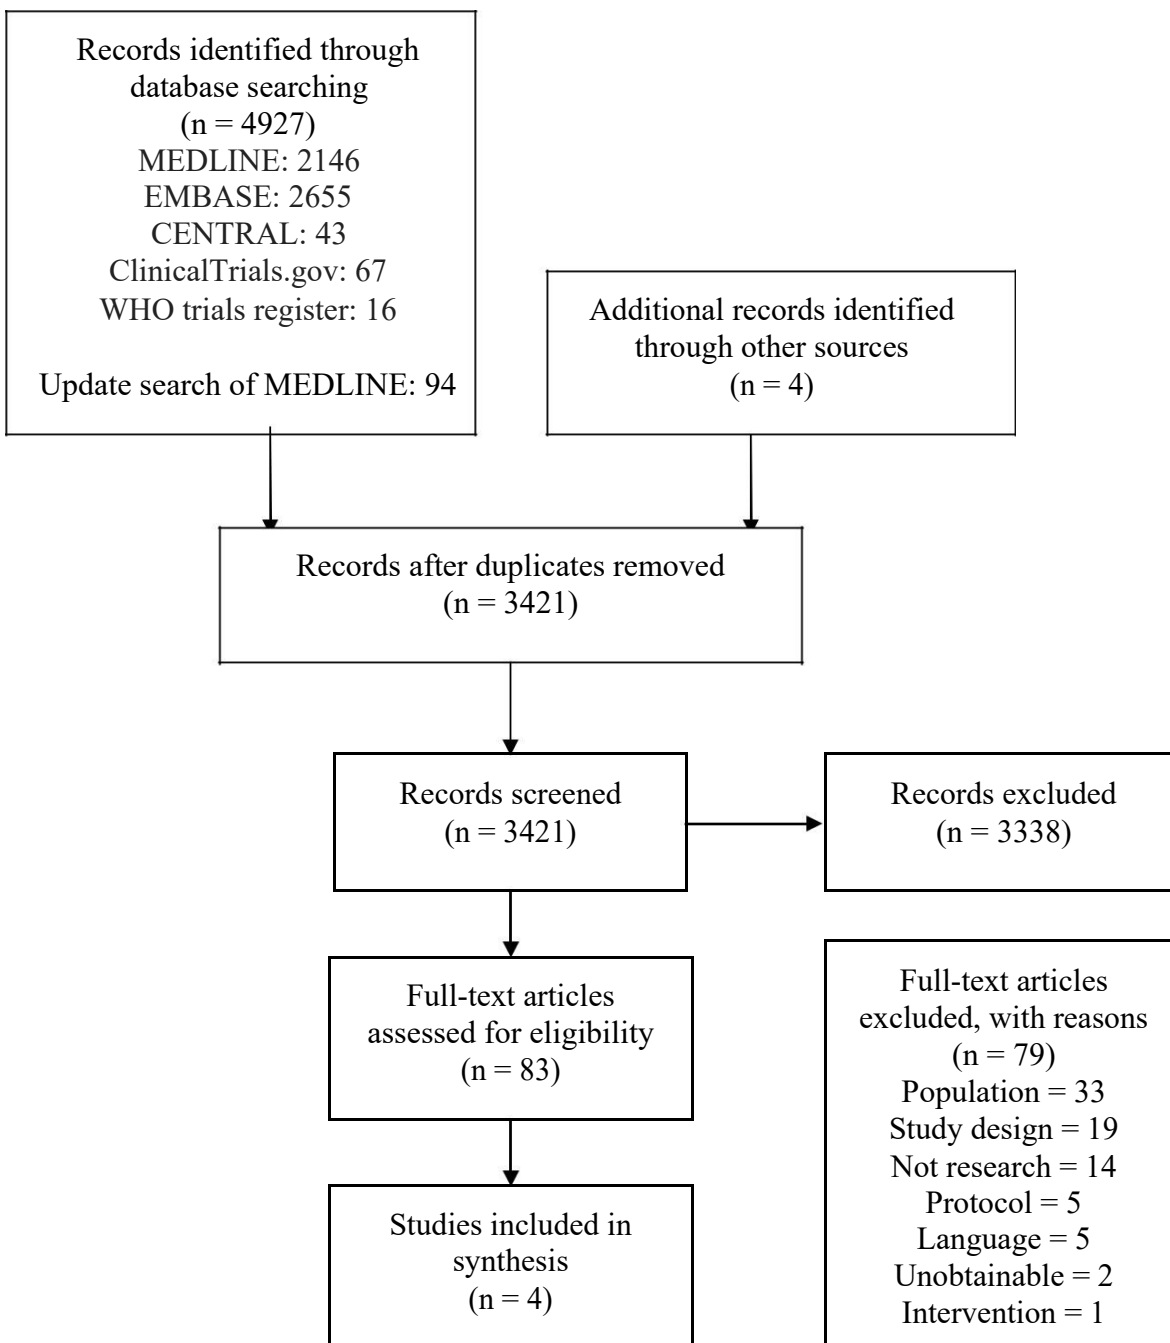 Records identified through
database searching
(n = 4927)
MEDLINE: 2146
EMBASE: 2655
CENTRAL: 43
ClinicalTrials.gov: 67
WHO trials register: 16
Update search of MEDLINE: 94
Additional records identified
through other sources
(n = 4)
Records after duplicates removed
(n = 3421)
Records screened
(n = 3421)
Records excluded
(n = 3338)
Full-text articles
assessed for eligibility
(n = 83)
Full-text articles
excluded, with reasons
(n = 79)
Population = 33
Study design = 19
Not research = 14
Protocol = 5
Language = 5
Unobtainable = 2
Intervention = 1
Studies included in
synthesis
(n = 4)